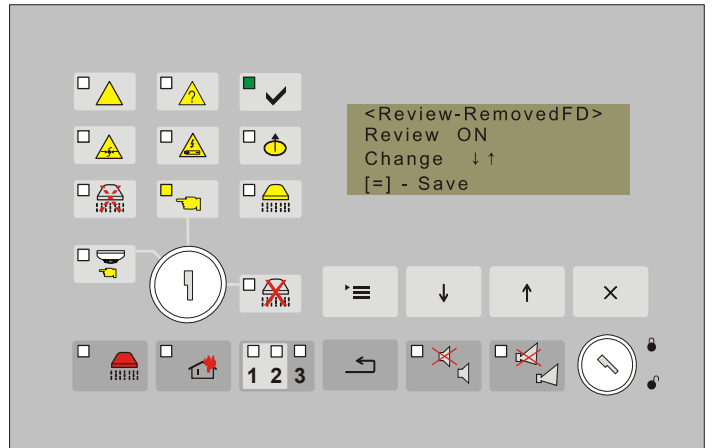 ?
<Review-RemovedFD>
Review ON
Change ↓↑
[=] - Save
1 2 3